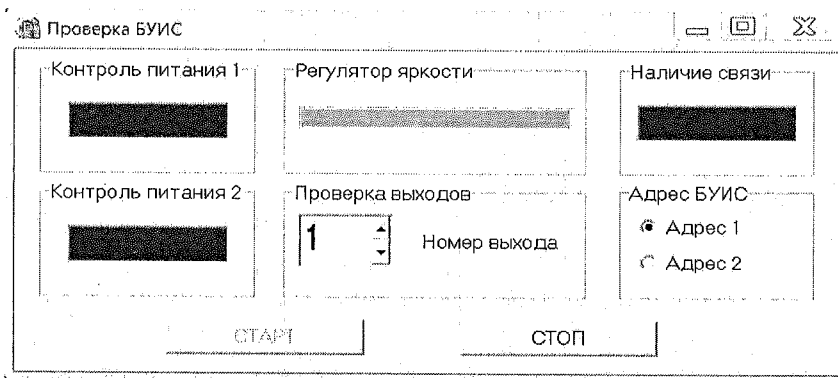 Проверка БУИС
Контроль питания 1
Регулятор яркости
Наличие связи
Контроль питания 2
Проверка выходов
Адрес БУИС
1
Номер выхода
Адрес 1
Адрес 2
СТАРТ
СТОП